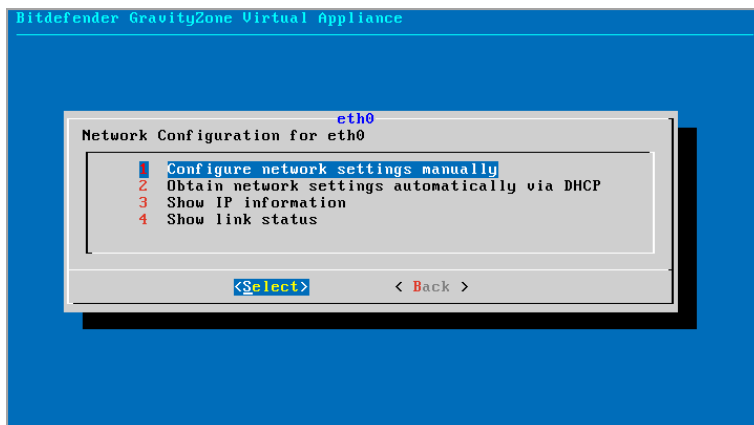 Bitdefender GravityZone Virtual Appliance
eth0
Network Configuration for eth0
1 Configure network settings manually
2 Obtain network settings automatically via DHCP
3 Show IP information
4 Show link status
<Select> < Back >